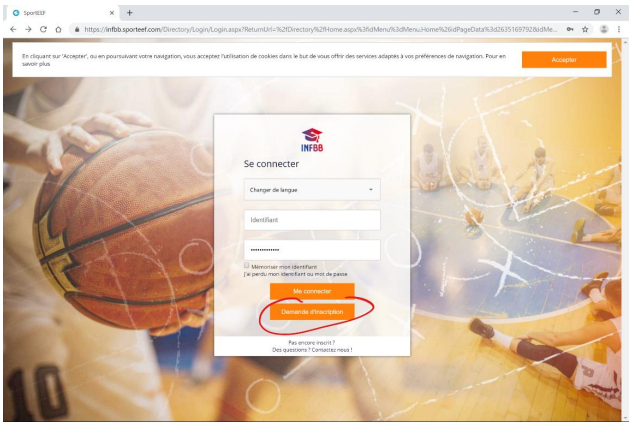 SportEEF
https://infbb.sporteef.com/Directory/Login/Login.aspx?ReturnUrl=%2fDirectory%2fHome.aspx%3fidMenu%3dMenu.Home%26idPageData%3d2635169792&idMe...
En cliquant sur 'Accepter', ou en poursuivant votre navigation, vous acceptez l'utilisation de cookies dans le but de vous offrir des services adaptés à vos préférences de navigation. Pour en
savoir plus
Accepter
INFBB
Se connecter
Changer de langue
Identifiant
Mémoriser mon identifiant
J'ai perdu mon identifiant ou mot de passe
Me connecter
Demande d'inscription
Pas encore inscrit ?
Des questions ? Contactez nous !
10